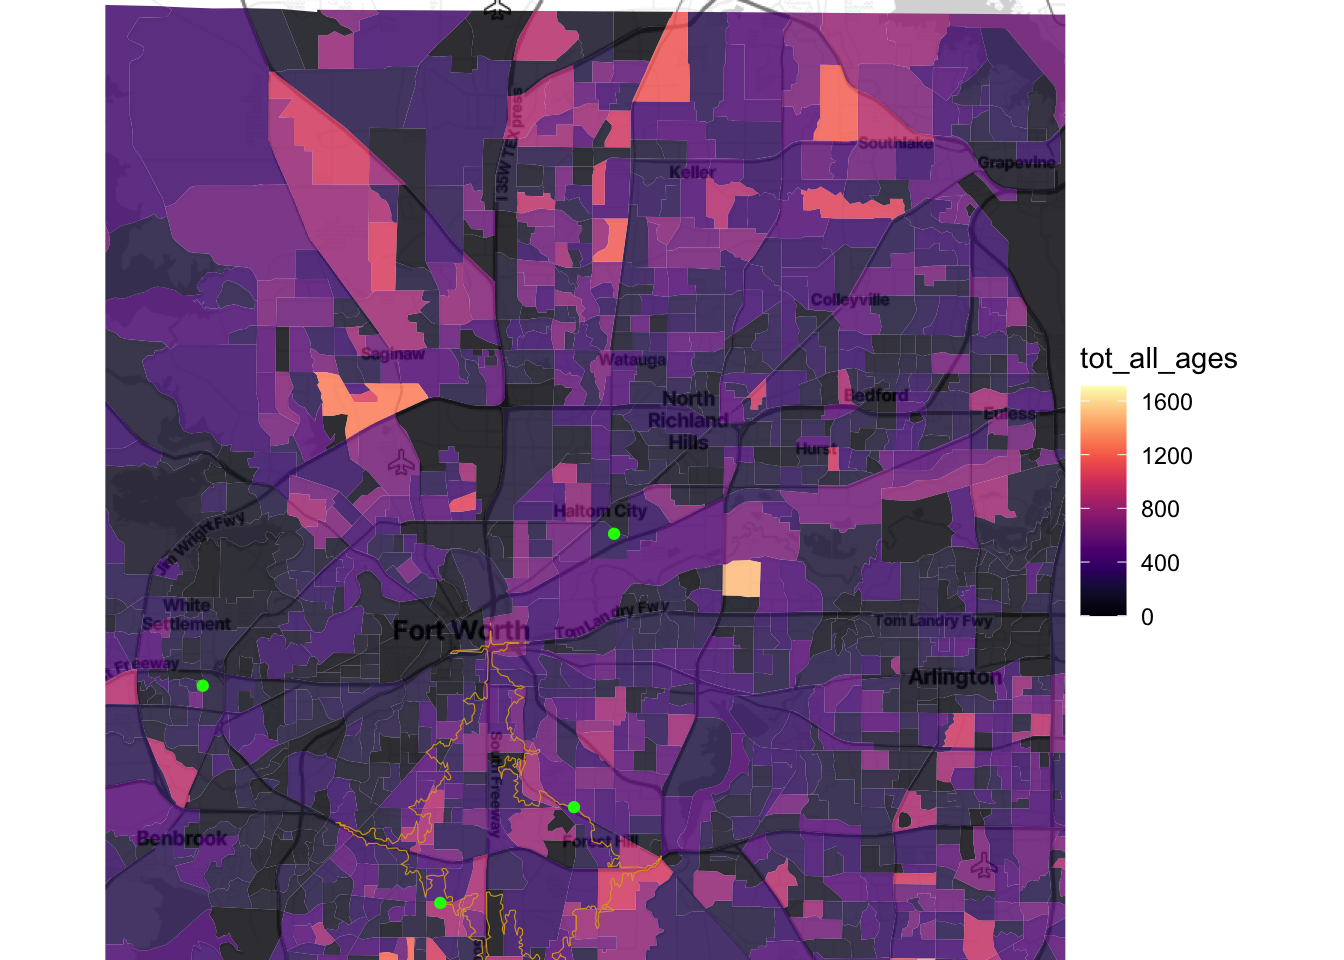 I 35W TEXpress
Southlake
Grapevine
Keller
Colleyville
Saginaw
Watauga
North
Richland
Hills
Bedford
Euless
Hurst
Haltom City
Jim Wright Fwy
White
Settlement
Fort Worth
Tom Landry Fwy
Tom Landry Fwy
t Freeway
Arlington
South Freeway
Benbrook
Forest Hill
tot_all_ages
1600
1200
800
400
0